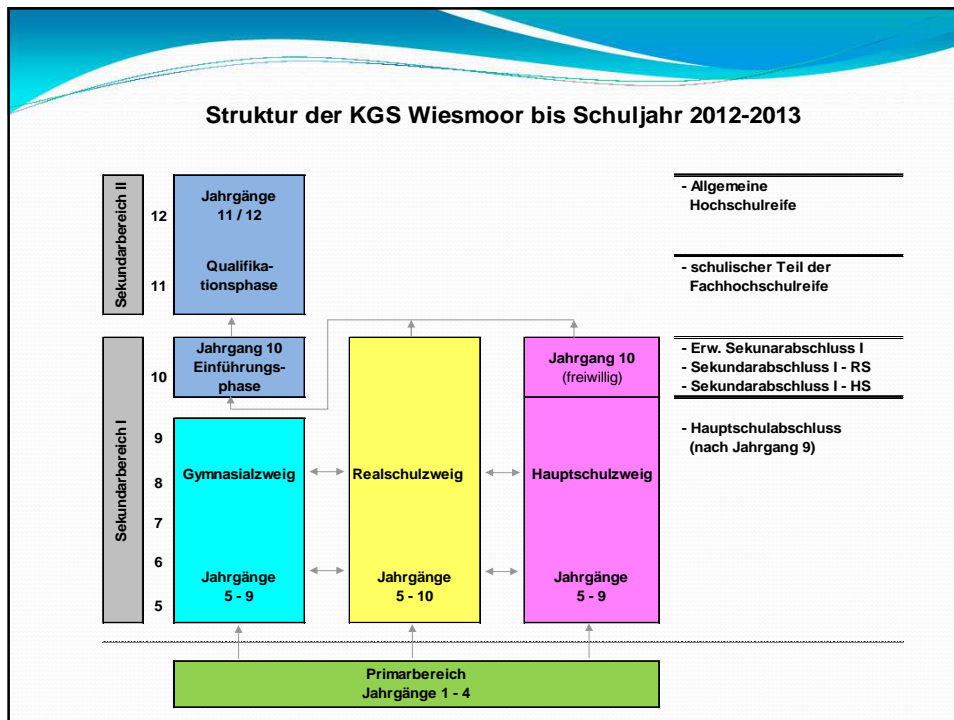 Struktur der KGS Wiesmoor bis Schuljahr 2012-2013
Sekundarbereich II
12
11
Jahrgänge
11 / 12
Qualifika-
tionsphase
- Allgemeine
Hochschulreife
- schulischer Teil der
Fachhochschulreife
Sekundarbereich I
10
9
8
7
6
5
Jahrgang 10
Einführungs-
phase
Gymnasialzweig
Jahrgänge
5 - 9
Realschulzweig
Jahrgänge
5 - 10
Jahrgang 10
(freiwillig)
Hauptschulzweig
Jahrgänge
5 - 9
- Erw. Sekunarabschluss I
- Sekundarabschluss I - RS
- Sekundarabschluss I - HS
- Hauptschulabschluss
(nach Jahrgang 9)
Primarbereich
Jahrgänge 1 - 4